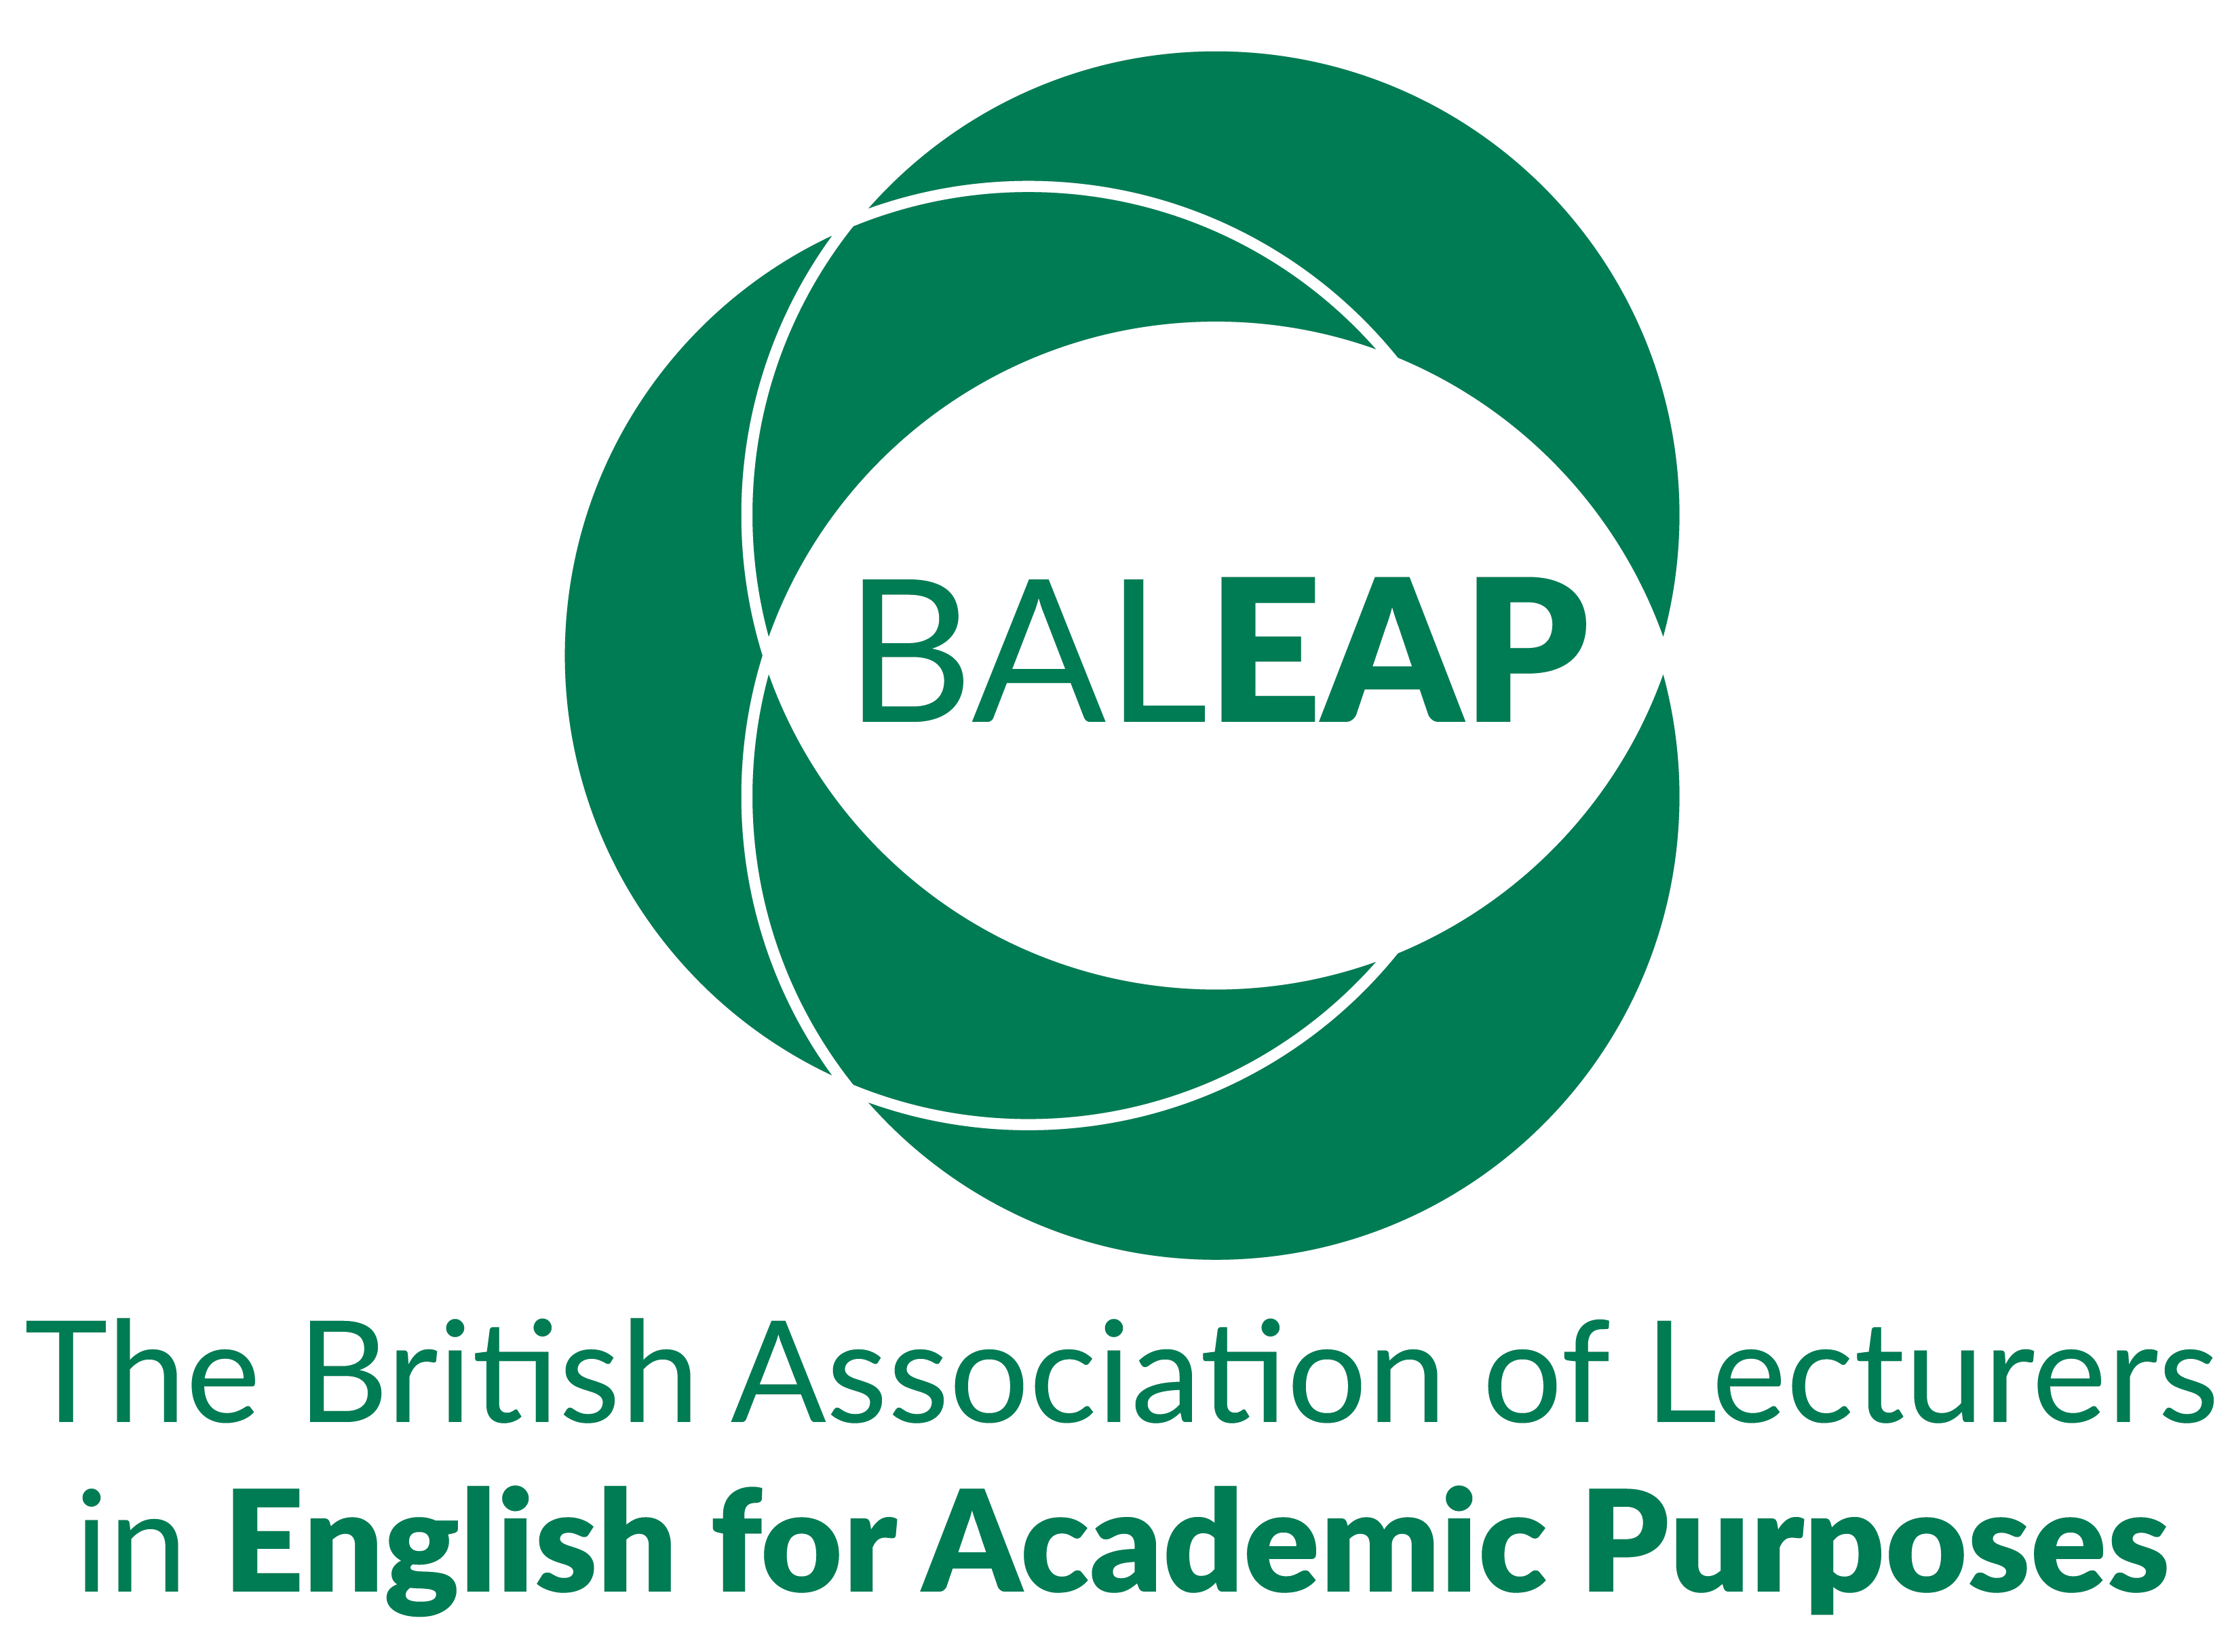 BALEAP
The British Association of Lecturers
in English for Academic Purposes